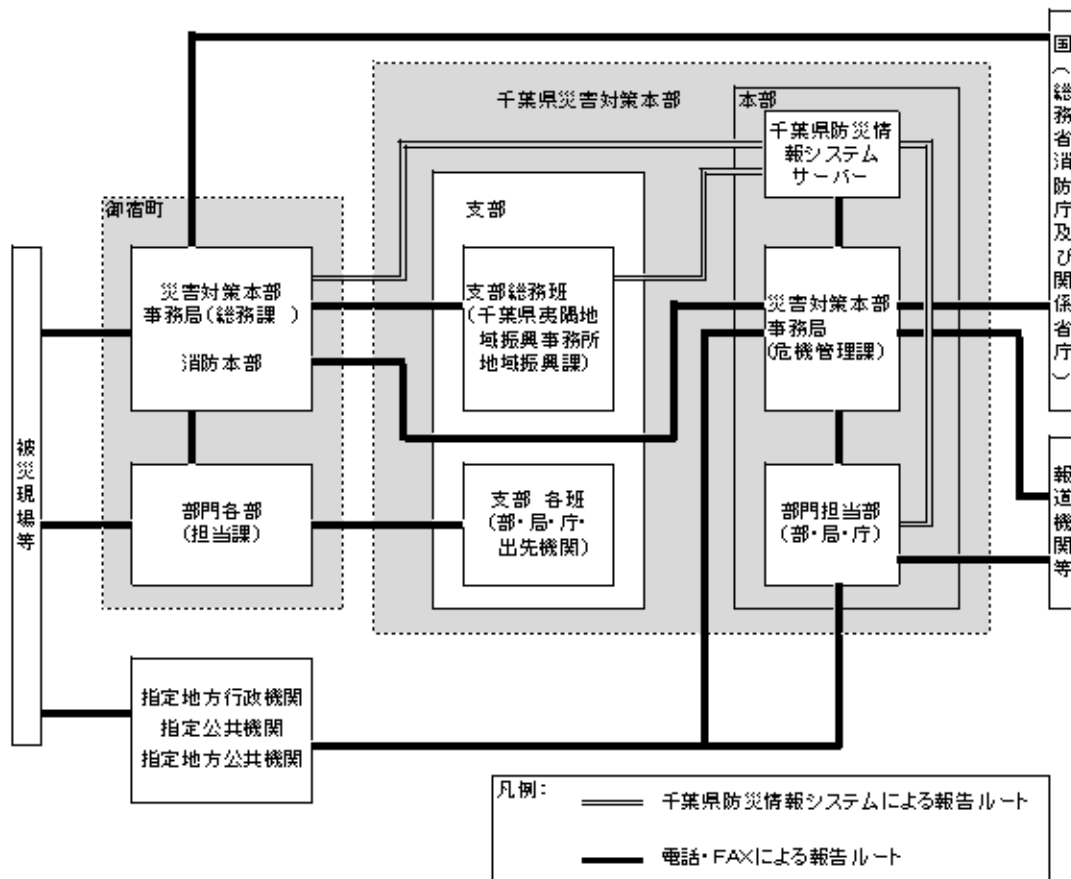 千葉県災害対策本部
本部
千葉県防災情
報システム
サーバー
国(総務省消防庁及び関係省庁)
御宿町
支部
災害対策本部
事務局(総務課 )
消防本部
支部総務班
(千葉県夷隅地
域振興事務所
地域振興課)
災害対策本部
事務局
(危機管理課)
被災現場等
部門各部
(担当課)
支部 各班
(部・局・庁・
出先機関)
部門担当部
(部・局・庁)
報道機関等
指定地方行政機関
指定公共機関
指定地方公共機関
凡例:
千葉県防災情報システムによる報告ルート
電話・FAXによる報告ルート